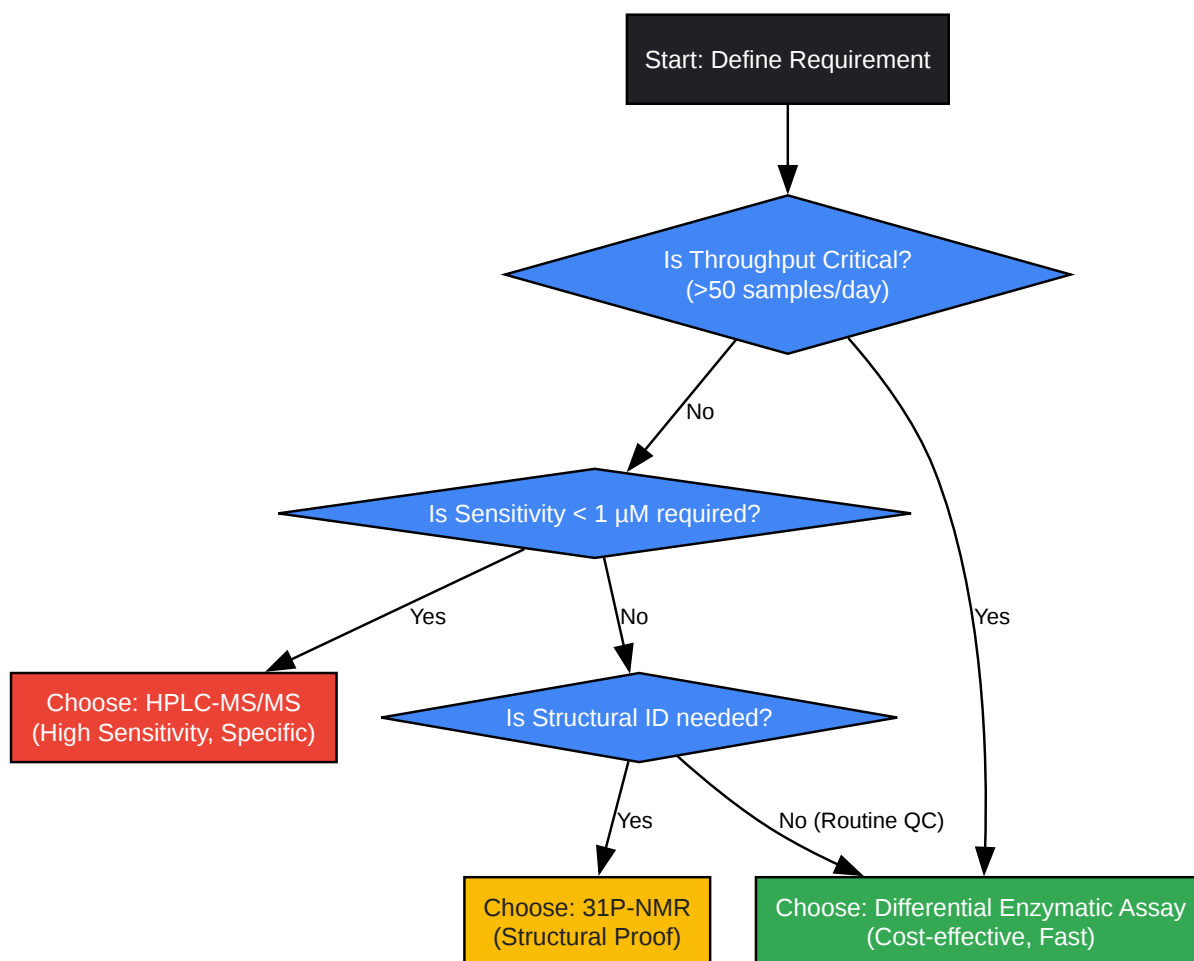 Start: Define Requirement
Is Throughput Critical?
(>50 samples/day)
No
Is Sensitivity < 1 µM required?
Yes
No
Yes
Choose: HPLC-MS/MS
(High Sensitivity, Specific)
Is Structural ID needed?
Yes
No (Routine QC)
Choose: 31P-NMR
(Structural Proof)
Choose: Differential Enzymatic Assay
(Cost-effective, Fast)